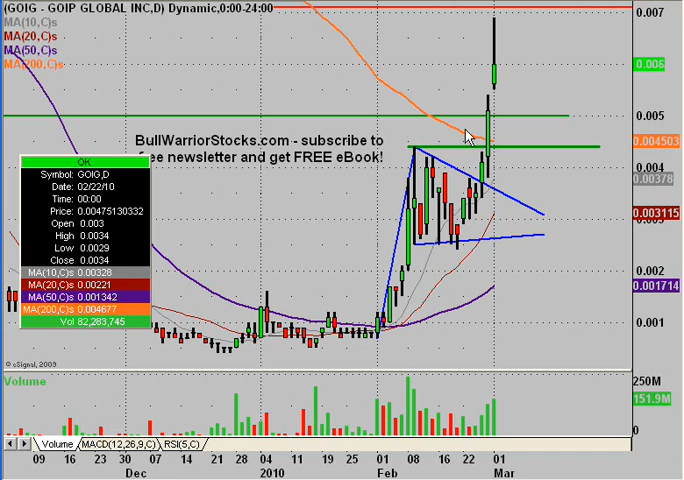 (GOIG - GOIP GLOBAL INC,D) Dynamic,0:00-24:00
MA(10,C)s
MA(20,C)s
MA(50,C)s
MA(200,C)s
0.007
0.006
0.005
0.004503
0.004
0.00378
0.003115
0.002
0.001714
0.001
BullWarriorStocks.com - subscribe to
free newsletter and get FREE eBook!
OK
Symbol: GOIG,D
Date: 02/22/10
Time: 00:00
Price: 0.00475130332
Open 0.003
High 0.0034
Low 0.0029
Close 0.0034
MA(10,C)s 0.00328
MA(20,C)s 0.00221
MA(50,C)s 0.001342
MA(200,C)s 0.004677
Vol 82,283,745
© eSignal, 2009
Volume
250M
151.9M
0
Volume MACD(12,26,9,C) RSI(5,C)
09 16 23 30 07 14 21 28 04 11 19 25 01 08 16 22 01
Dec 2010 Feb Mar